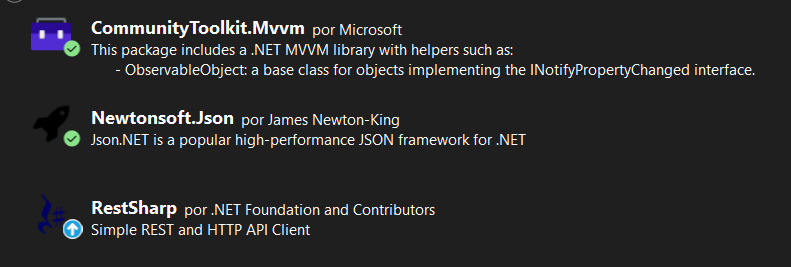 CommunityToolkit.Mvvm por Microsoft
This package includes a .NET MVVM library with helpers such as:
- ObservableObject: a base class for objects implementing the INotifyPropertyChanged interface.
Newtonsoft.Json por James Newton-King
Json.NET is a popular high-performance JSON framework for .NET
RestSharp por .NET Foundation and Contributors
Simple REST and HTTP API Client